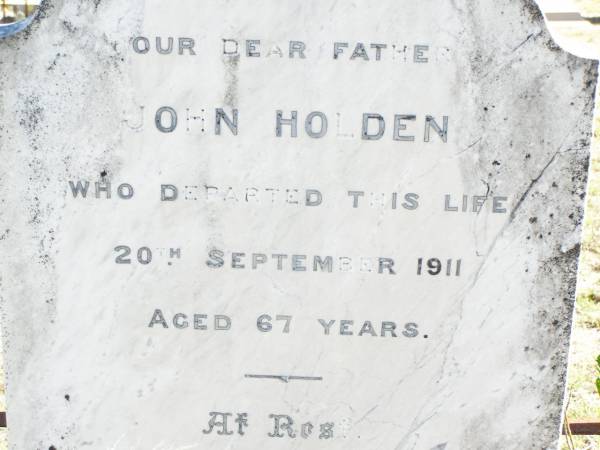 OUR DEAR FATHER
JOHN HOLDEN
WHO DEPARTED THIS LIFE
20TH SEPTEMBER 1911
AGED 67 YEARS.
At Rest.